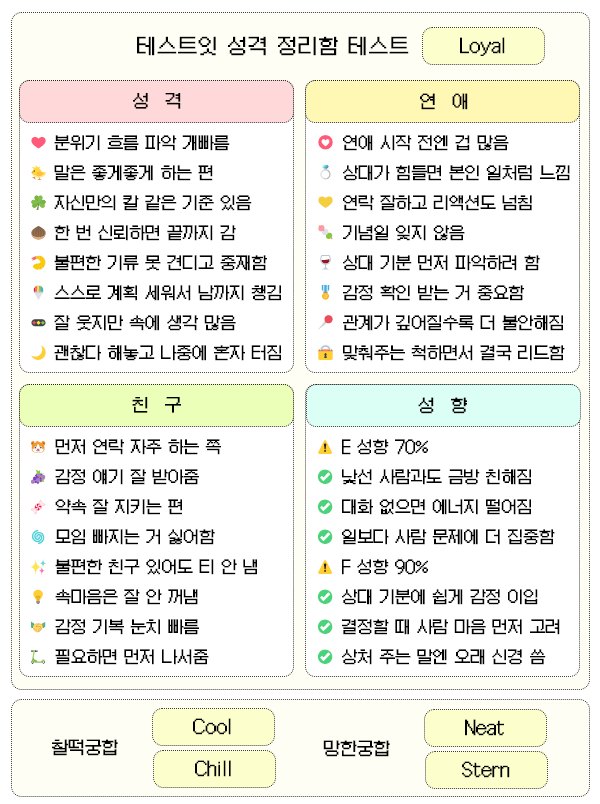 테스트잇 성격 정리함 테스트 Loyal
성 격
분위기 흐름 파악 개빠름
말은 좋게좋게 하는 편
자신만의 칼 같은 기준 있음
한 번 신뢰하면 끝까지 감
불편한 기류 못 견디고 중재함
스스로 계획 세워서 남까지 챙김
잘 웃지만 속에 생각 많음
괜찮다 해놓고 나중에 혼자 터짐
연 애
연애 시작 전엔 겁 많음
상대가 힘들면 본인 일처럼 느낌
연락 잘하고 리액션도 넘침
기념일 잊지 않음
상대 기분 먼저 파악하려 함
감정 확인 받는 거 중요함
관계가 깊어질수록 더 불안해짐
맞춰주는 척하면서 결국 리드함
친 구
먼저 연락 자주 하는 쪽
감정 얘기 잘 받아줌
약속 잘 지키는 편
모임 빠지는 거 싫어함
불편한 친구 있어도 티 안 냄
속마음은 잘 안 꺼냄
감정 기복 눈치 빠름
필요하면 먼저 나서줌
성 향
E 성향 70%
낯선 사람과도 금방 친해짐
대화 없으면 에너지 떨어짐
일보다 사람 문제에 더 집중함
F 성향 90%
상대 기분에 쉽게 감정 이입
결정할 때 사람 마음 먼저 고려
상처 주는 말엔 오래 신경 씀
찰떡궁합
Cool
Chill
망한궁합
Neat
Stern